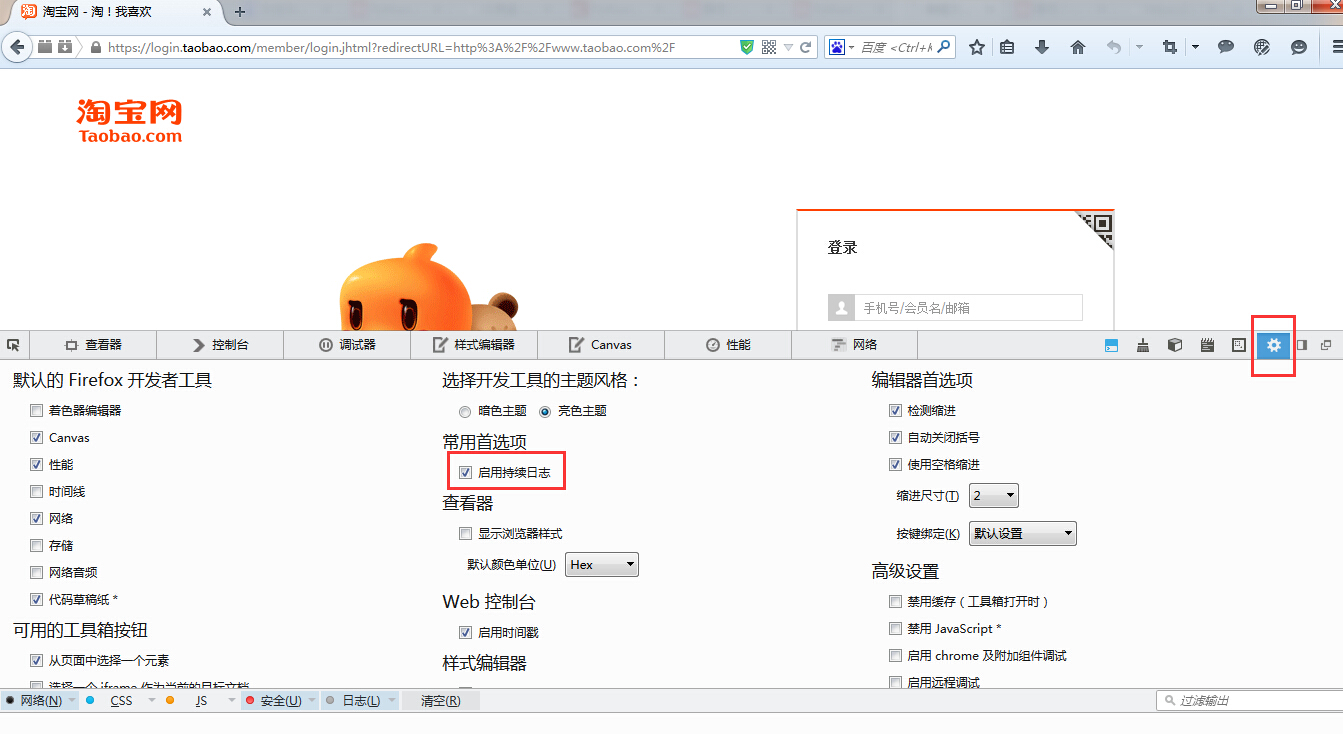 淘宝网 - 淘！我喜欢
https://login.taobao.com/member/login.jhtml?redirectURL=http%3A%2F%2Fwww.taobao.com%2F
百度 <Ctrl+K
淘宝网
Taobao.com
登录
手机号/会员名/邮箱
查看器 控制台 调试器 样式编辑器 Canvas 性能 网络
默认的 Firefox 开发者工具
着色器编辑器
Canvas
性能
时间线
网络
存储
网络音频
代码草稿纸 *
可用的工具箱按钮
从页面中选择一个元素
选择一个 iframe 作为当前的目标文档
选择开发工具的主题风格：
暗色主题 亮色主题
常用首选项
启用持续日志
查看器
显示浏览器样式
默认颜色单位(U) Hex
Web 控制台
启用时间戳
样式编辑器
编辑器首选项
检测缩进
自动关闭括号
使用空格缩进
缩进尺寸(T) 2
按键绑定(K) 默认设置
高级设置
禁用缓存（工具箱打开时）
禁用 JavaScript *
启用 chrome 及附加组件调试
启用远程调试
网络(N) CSS JS 安全(U) 日志(L) 清空(R) 过滤输出